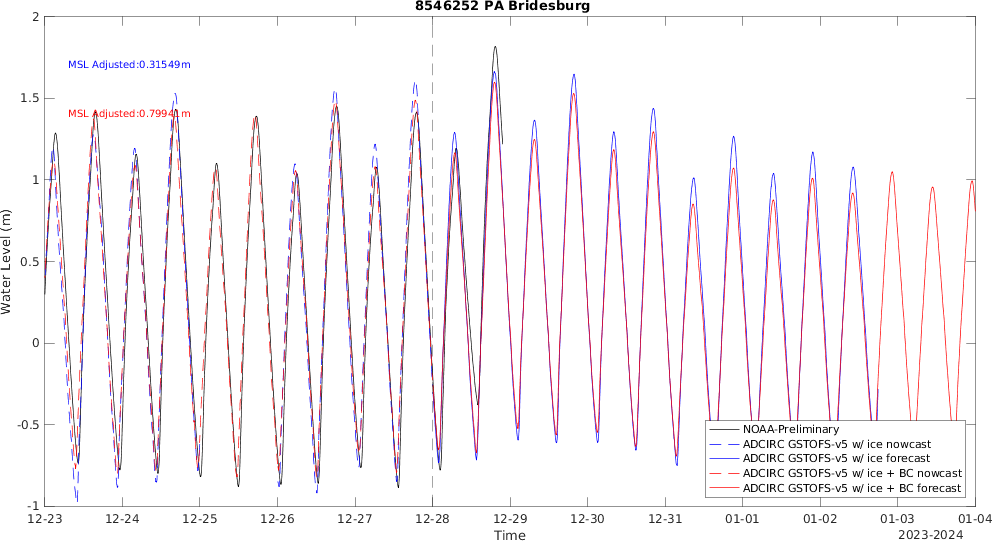 8546252 PA Bridesburg
2
MSL Adjusted:0.31549m
1.5
MSL Adjusted:0.79941m
1
0.5
Water Level (m)
0
-0.5
NOAA-Preliminary
ADCIRC GSTOFS-v5 w/ ice nowcast
ADCIRC GSTOFS-v5 w/ ice forecast
ADCIRC GSTOFS-v5 w/ ice + BC nowcast
ADCIRC GSTOFS-v5 w/ ice + BC forecast
-1
12-23 12-24 12-25 12-26 12-27 12-28 12-29 12-30 12-31 01-01 01-02 01-03 01-04
Time
2023-2024